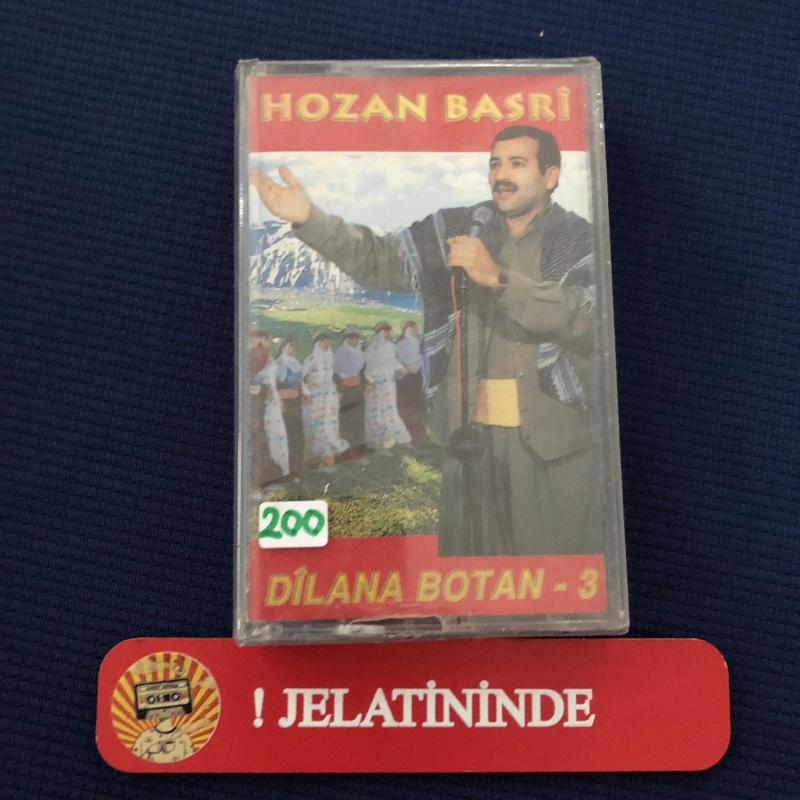 HOZAN BASRÎ
200
DÎLANA BOTAN - 3
! JELATİNİNDE